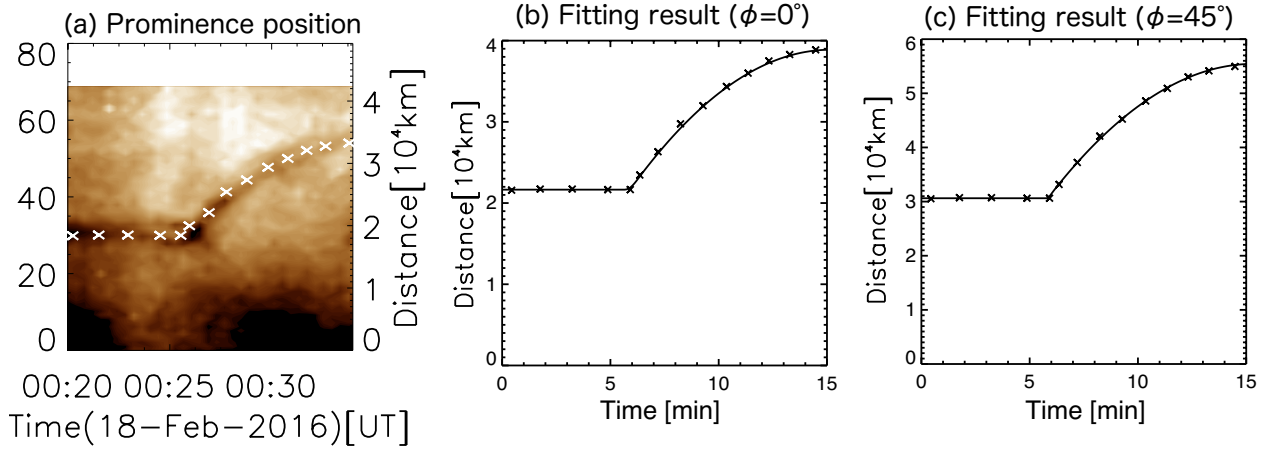 (a) Prominence position
80
60
40
20
0
4
3
2
1
0
Distance[10⁴km]
00:20 00:25 00:30
Time(18-Feb-2016)[UT]
(b) Fitting result (ϕ=0°)
4
3
2
1
0
Distance[10⁴km]
0 5 10 15
Time [min]
(c) Fitting result (ϕ=45°)
6
5
4
3
2
1
0
Distance[10⁴km]
0 5 10 15
Time [min]